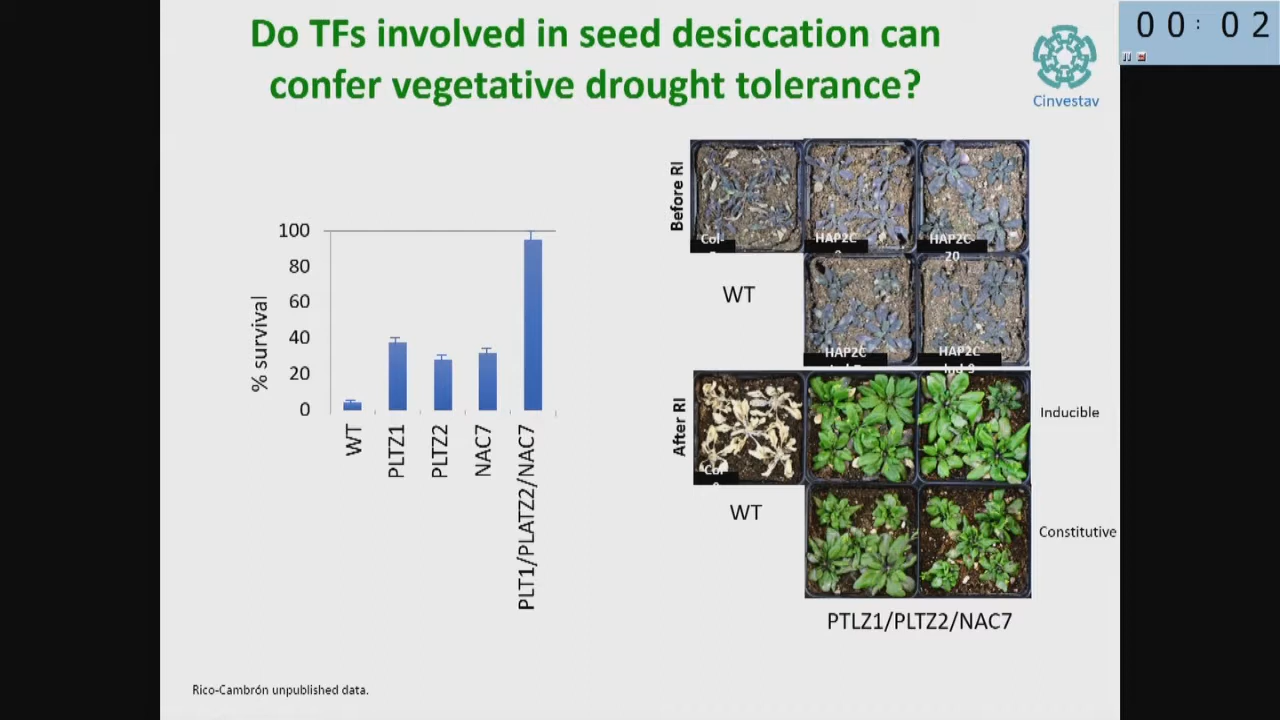 Do TFs involved in seed desiccation can
confer vegetative drought tolerance?
Cinvestav
00:02
% survival
100
80
60
40
20
0
WT
PLTZ1
PLTZ2
NAC7
PLT1/PLATZ2/NAC7
Before RI
Col-
HAP2C
HAP2C-
20
WT
HAP2C
HAP2C
After RI
Col-
WT
Inducible
Constitutive
PTLZ1/PLTZ2/NAC7
Rico-Cambrón unpublished data.